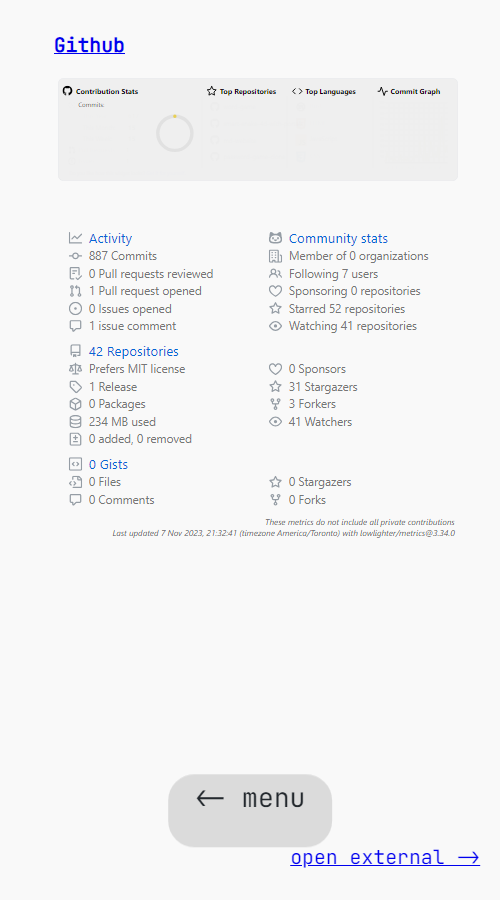 Github
Contribution Stats Top Repositories Top Languages Commit Graph
Commits
Activity
887 Commits
0 Pull requests reviewed
1 Pull request opened
0 Issues opened
1 issue comment
Community stats
Member of 0 organizations
Following 7 users
Sponsoring 0 repositories
Starred 52 repositories
Watching 41 repositories
42 Repositories
Prefers MIT license
1 Release
0 Packages
234 MB used
0 added, 0 removed
0 Sponsors
31 Stargazers
3 Forkers
41 Watchers
0 Gists
0 Files
0 Comments
0 Stargazers
0 Forks
These metrics do not include all private contributions
Last updated 7 Nov 2023, 21:32:41 (timezone America/Toronto) with lowlighter/metrics@3.34.0
← menu
open external →